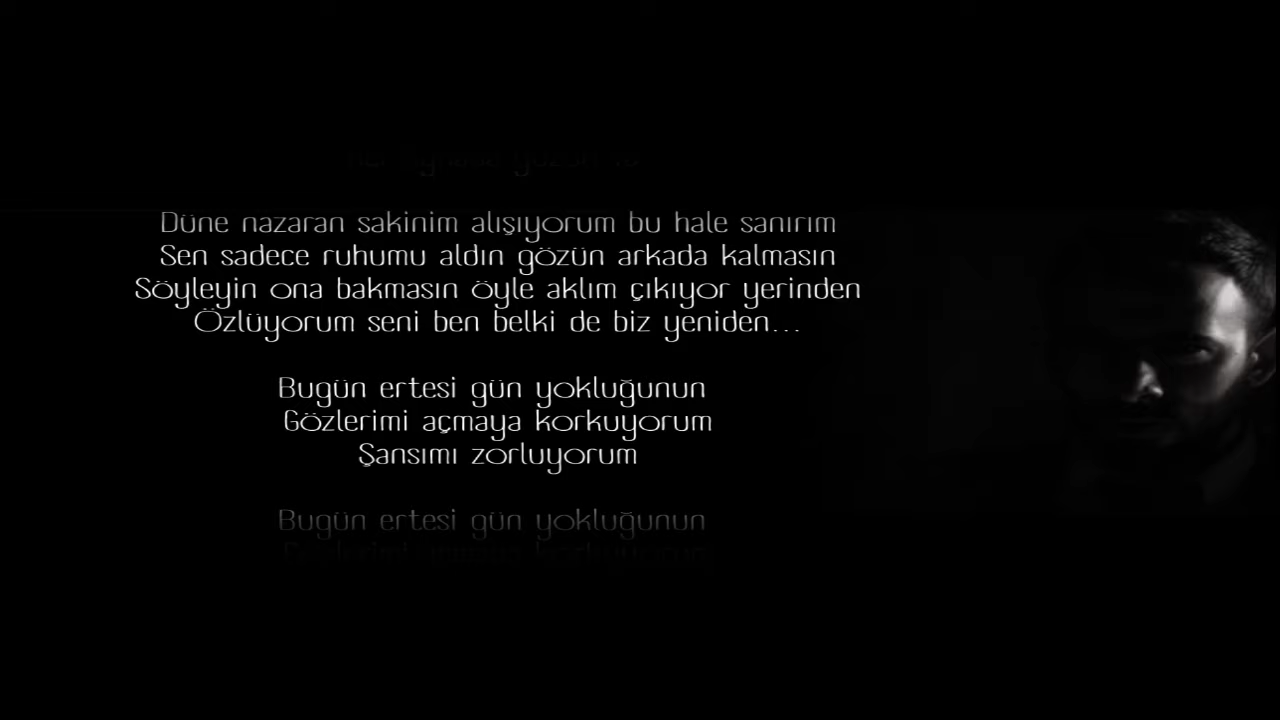 Düne nazaran sakinim alışıyorum bu hale sanırım
Sen sadece ruhumu aldın gözün arkada kalmasın
Söyleyin ona bakmasın öyle aklım çıkıyor yerinden
Özlüyorum seni ben belki de biz yeniden...
Bugün ertesi gün yokluğunun
Gözlerimi açmaya korkuyorum
Şansımı zorluyorum
Bugün ertesi gün yokluğunun
korkuyorum